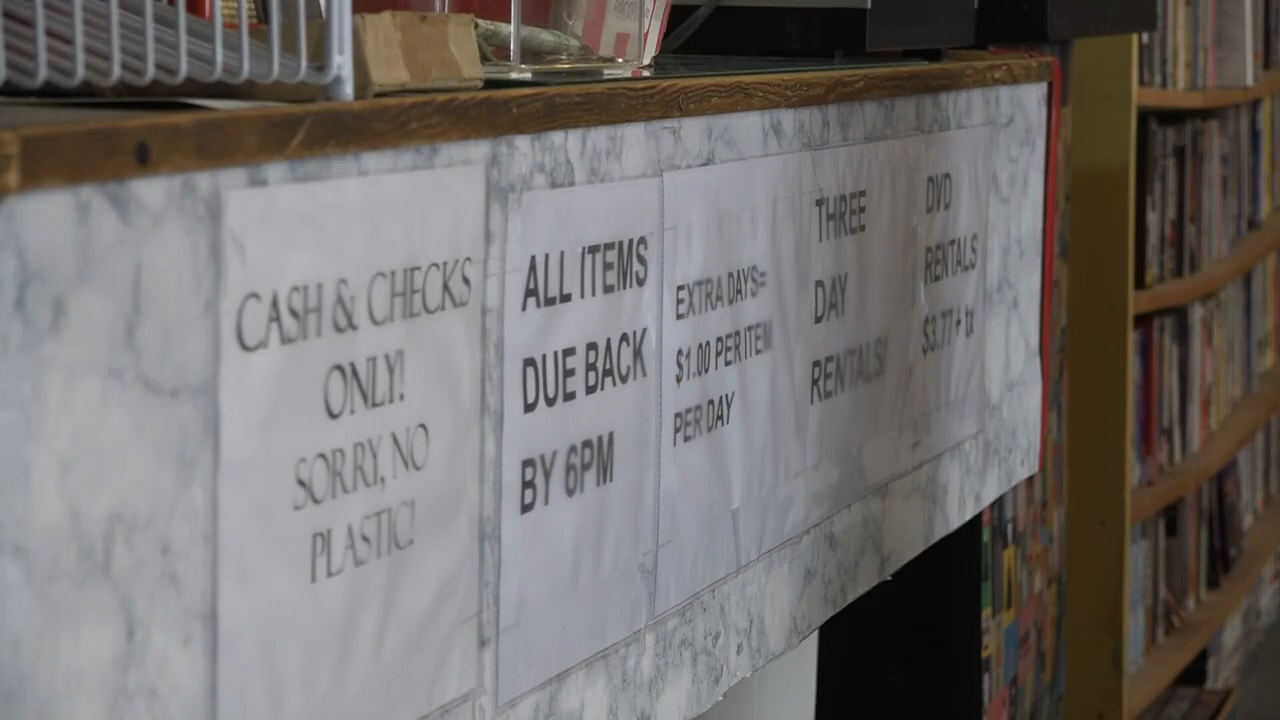 CASH & CHECKS
ONLY!
SORRY, NO
PLASTIC!
ALL ITEMS
DUE BACK
BY 6PM
EXTRA DAYS=
$1.00 PER ITEM
PER DAY
THREE
DAY
RENTALS!
DVD
RENTALS
$3.77+ tx